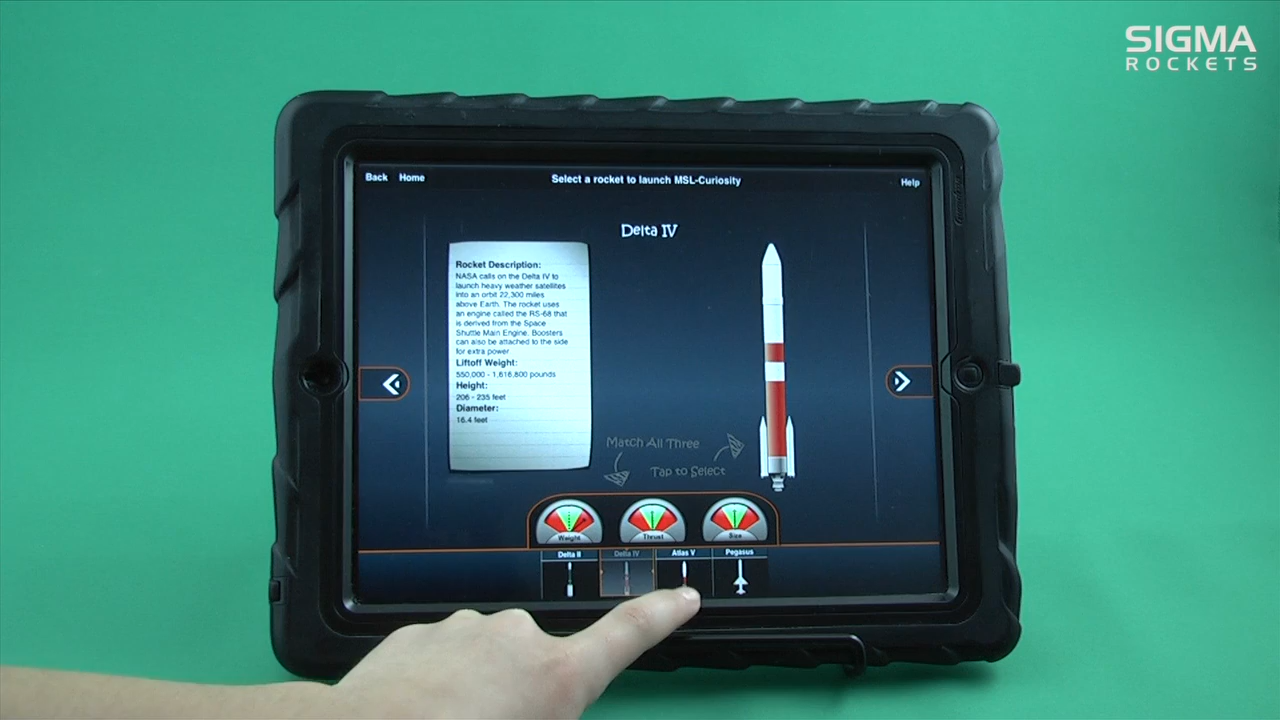 SIGMA
ROCKETS
Back Home
Select a rocket to launch MSL-Curiosity
Help
Delta IV
Rocket Description:
NASA calls on the Delta IV to
launch heavy weather satellites
into an orbit 22,300 miles
above Earth. The rocket uses
an engine called the RS-68 that
is derived from the Space
Shuttle Main Engine. Boosters
can also be attached to the side
for extra power
Liftoff Weight:
550,000 - 1,616,800 pounds
Height:
206 - 235 feet
Diameter:
16.4 feet
Match All Three
Tap to Select
Weight Thrust Size
Delta II Delta IV Atlas V Pegasus